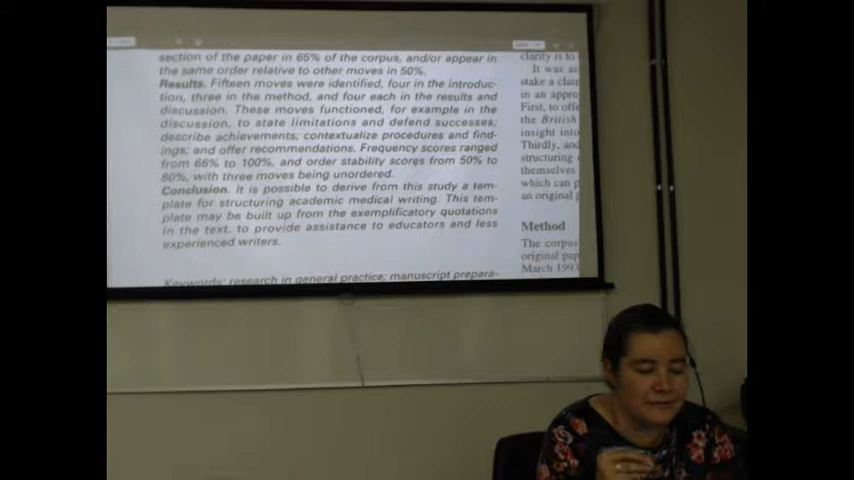 section of the paper in 65% of the corpus, and/or appear in
the same order relative to other moves in 50%.
Results. Fifteen moves were identified, four in the introduc-
tion, three in the method, and four each in the results and
discussion. These moves functioned, for example in the
discussion, to state limitations and defend successes;
describe achievements; contextualize procedures and find-
ings; and offer recommendations. Frequency scores ranged
from 66% to 100%, and order stability scores from 50% to
80%, with three moves being unordered.
Conclusion. It is possible to derive from this study a tem-
plate for structuring academic medical writing. This tem-
plate may be built up from the exemplificatory quotations
in the text, to provide assistance to educators and less
experienced writers.
Keywords: research in general practice; manuscript prepara-
clarity is to
It was as
stake a clai
in an appro
First, to offe
the British
insight into
Thirdly, and
structuring
themselves
which can p
an original p
Method
The corpus
original pap
March 199